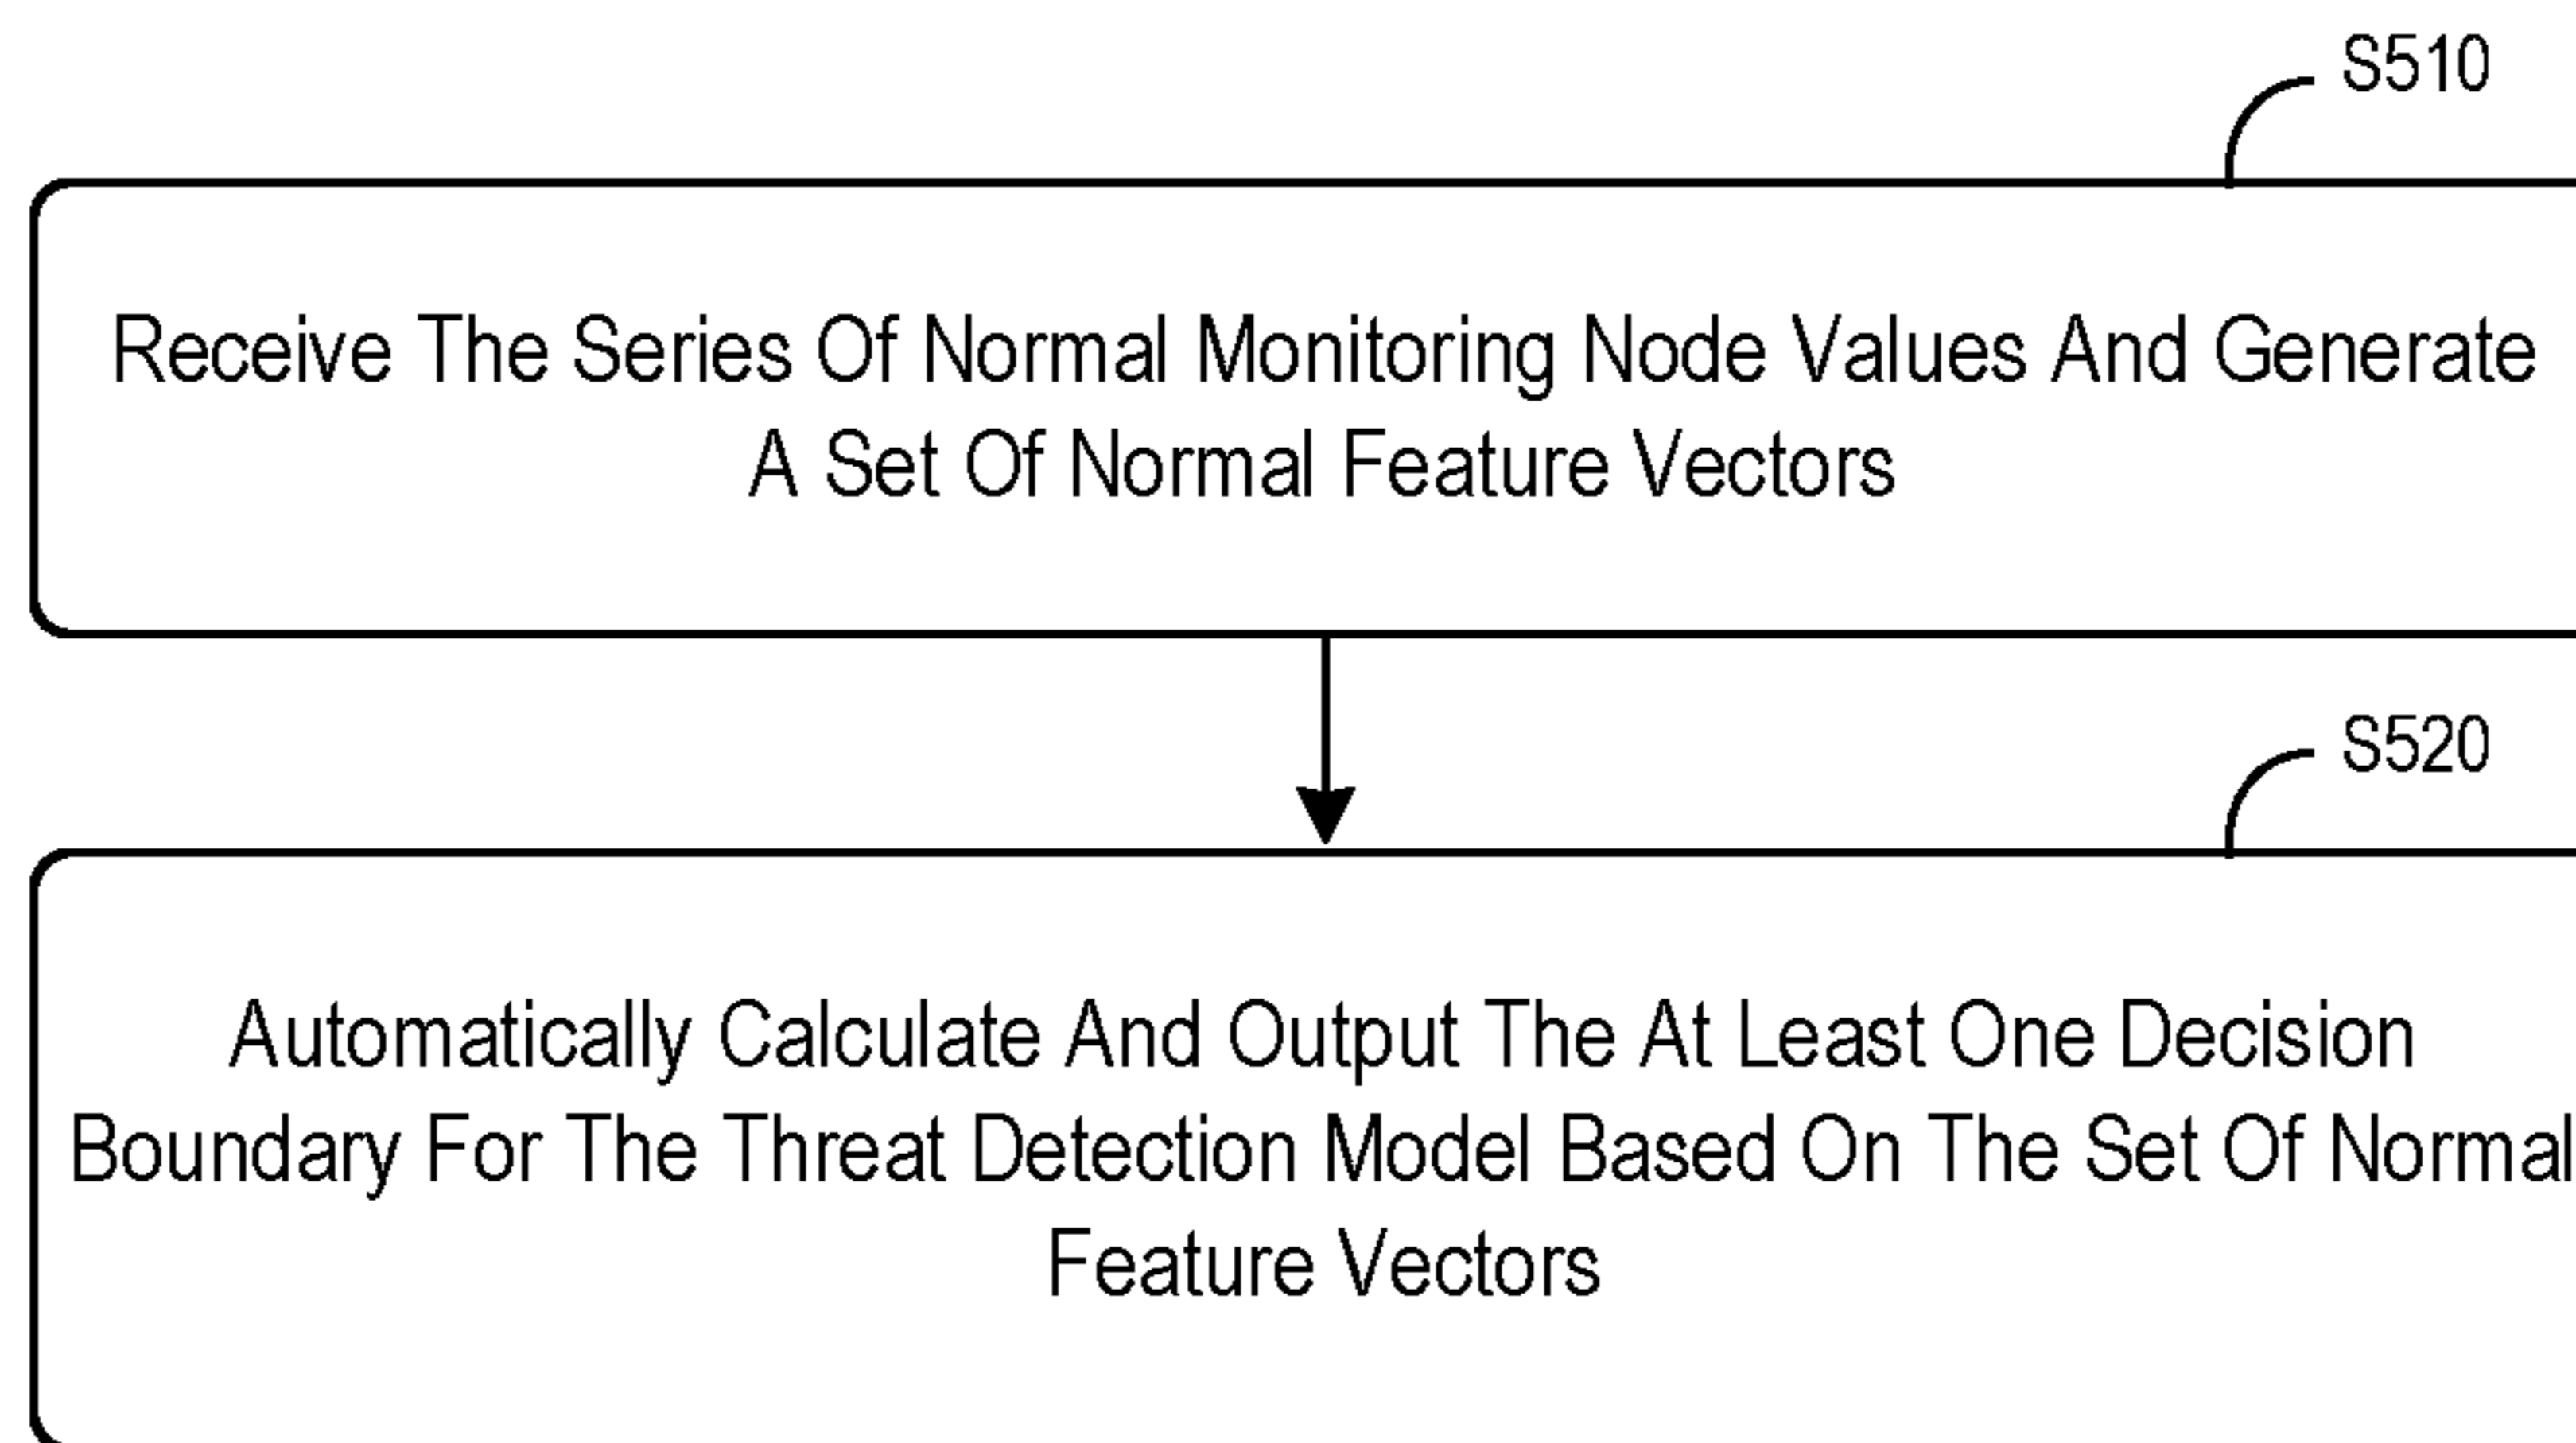 S510
Receive The Series Of Normal Monitoring Node Values And Generate
A Set Of Normal Feature Vectors
S520
Automatically Calculate And Output The At Least One Decision
Boundary For The Threat Detection Model Based On The Set Of Normal
Feature Vectors